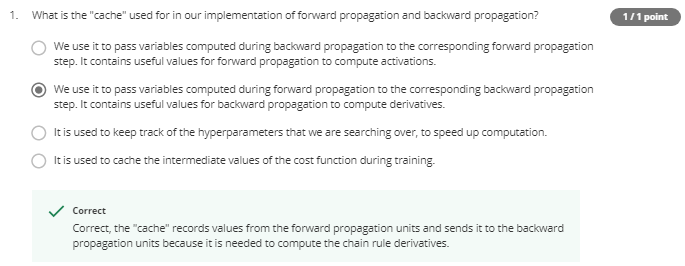 1. What is the "cache" used for in our implementation of forward propagation and backward propagation?
1 / 1 point
We use it to pass variables computed during backward propagation to the corresponding forward propagation
step. It contains useful values for forward propagation to compute activations.
We use it to pass variables computed during forward propagation to the corresponding backward propagation
step. It contains useful values for backward propagation to compute derivatives.
It is used to keep track of the hyperparameters that we are searching over, to speed up computation.
It is used to cache the intermediate values of the cost function during training.
Correct
Correct, the "cache" records values from the forward propagation units and sends it to the backward
propagation units because it is needed to compute the chain rule derivatives.